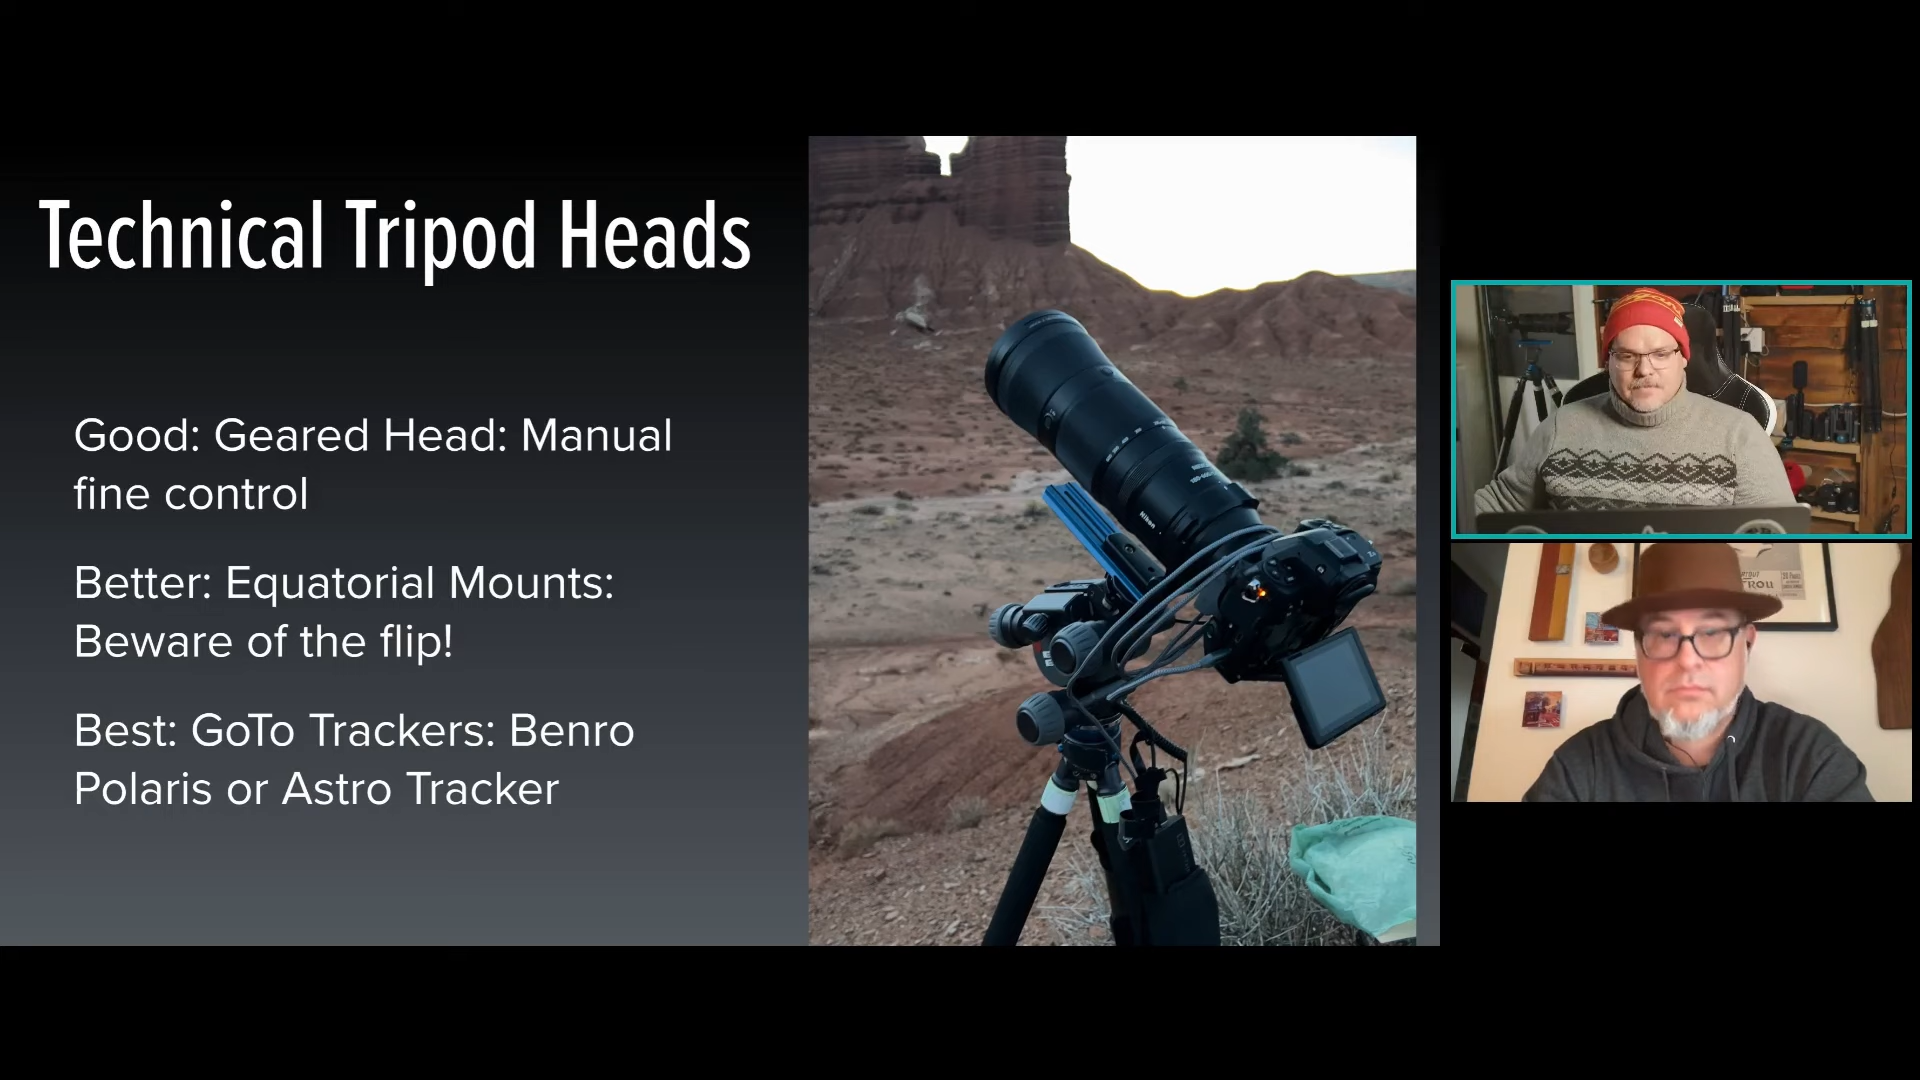 Technical Tripod Heads
Good: Geared Head: Manual
fine control
Better: Equatorial Mounts:
Beware of the flip!
Best: GoTo Trackers: Benro
Polaris or Astro Tracker
Nikon